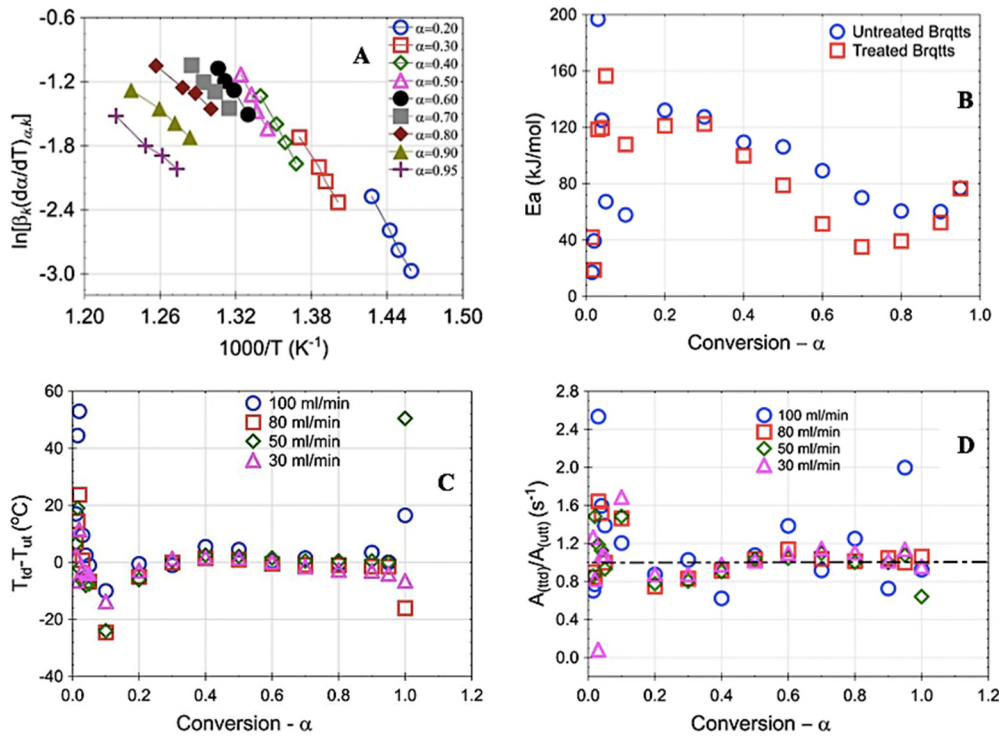 A
-0.6
-1.2
-1.8
-2.4
-3.0
ln[βk(dα/dT)α,k]
1.20 1.26 1.32 1.38 1.44 1.50
1000/T (K-1)
α=0.20
α=0.30
α=0.40
α=0.50
α=0.60
α=0.70
α=0.80
α=0.90
α=0.95
B
Untreated Brqtts
Treated Brqtts
200
160
120
80
40
0
Ea (kJ/mol)
0.0 0.2 0.4 0.6 0.8 1.0
Conversion – α
C
100 ml/min
80 ml/min
50 ml/min
30 ml/min
60
40
20
0
-20
-40
Ttd- Tut (oC)
0.0 0.2 0.4 0.6 0.8 1.0 1.2
Conversion - α
D
100 ml/min
80 ml/min
50 ml/min
30 ml/min
2.8
2.4
2.0
1.6
1.2
0.8
0.4
0.0
A(ttd)/A(utt) (s-1)
0.0 0.2 0.4 0.6 0.8 1.0 1.2
Conversion – α